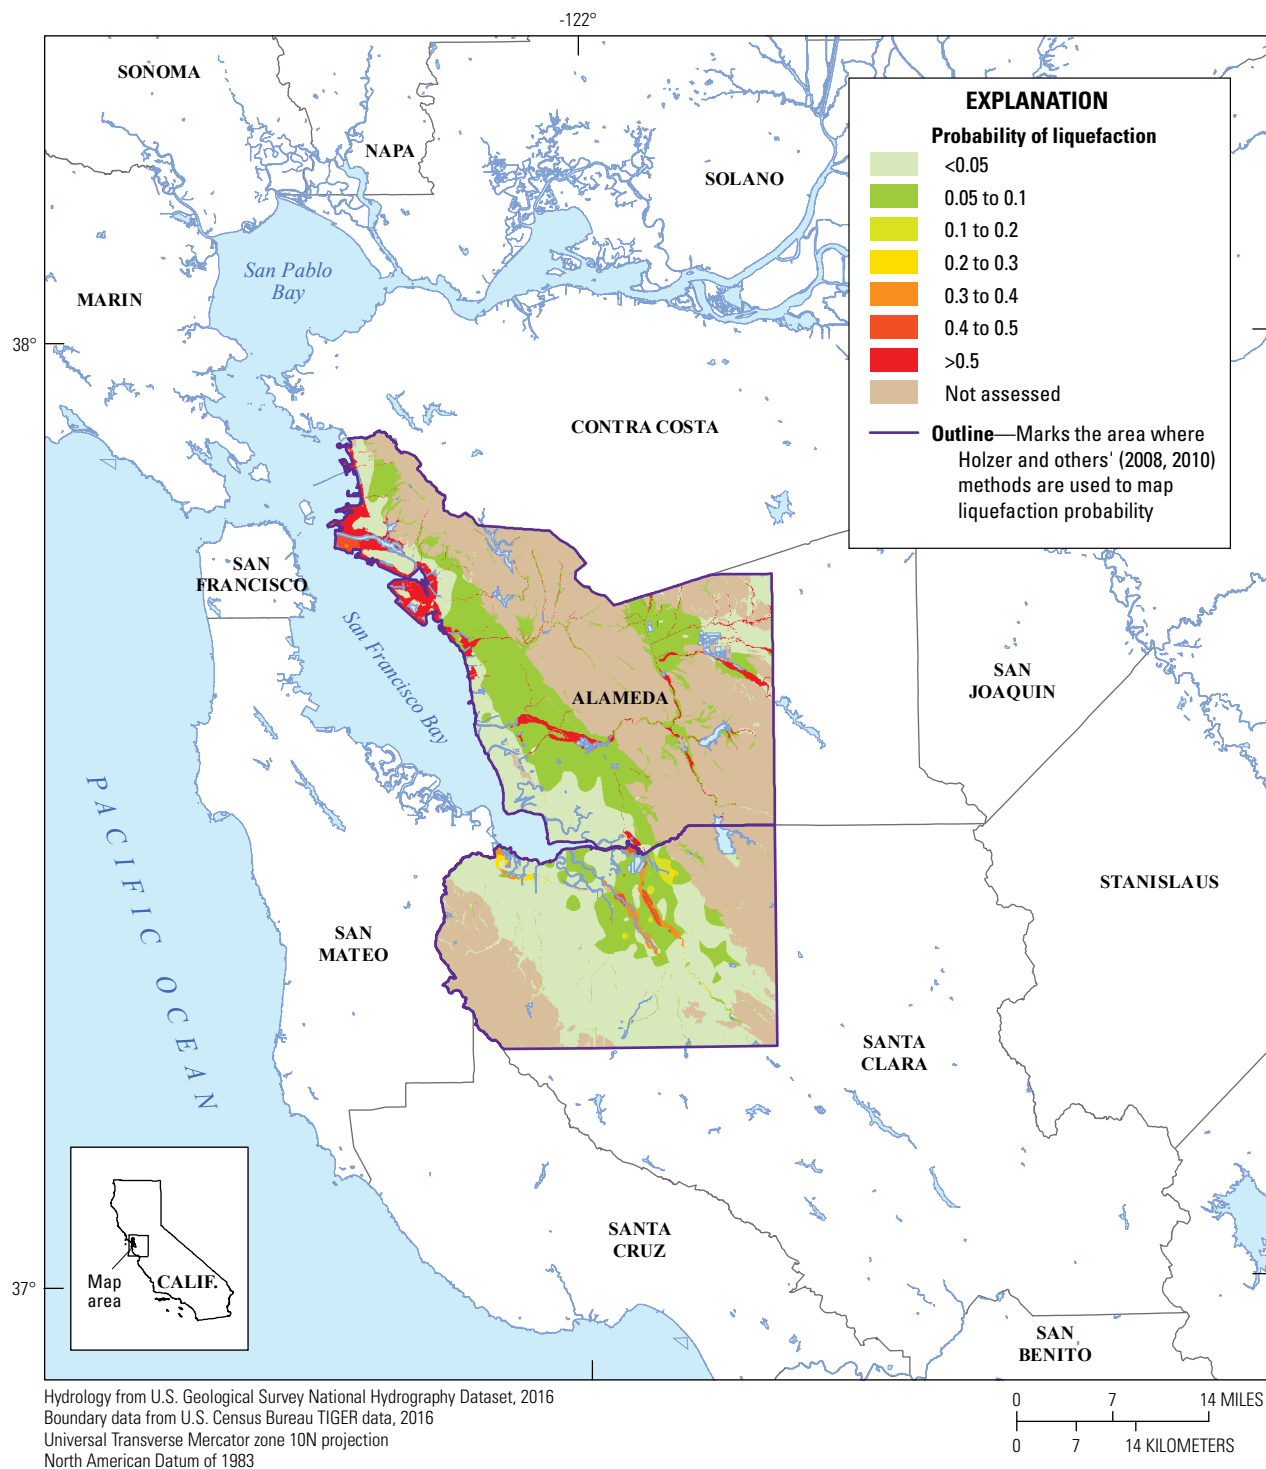 -122°
SONOMA
NAPA
SOLANO
MARIN
San Pablo
Bay
38°
CONTRA COSTA
EXPLANATION
Probability of liquefaction
<0.05
0.05 to 0.1
0.1 to 0.2
0.2 to 0.3
0.3 to 0.4
0.4 to 0.5
>0.5
Not assessed
Outline—Marks the area where
Holzer and others' (2008, 2010)
methods are used to map
liquefaction probability
SAN
FRANCISCO
San Francisco Bay
ALAMEDA
SAN
JOAQUIN
PACIFIC OCEAN
STANISLAUS
SAN
MATEO
SANTA
CLARA
SANTA
CRUZ
Map
area
CALIF.
37°
SAN
BENITO
Hydrology from U.S. Geological Survey National Hydrography Dataset, 2016
Boundary data from U.S. Census Bureau TIGER data, 2016
Universal Transverse Mercator zone 10N projection
North American Datum of 1983
0 7 14 MILES
0 7 14 KILOMETERS